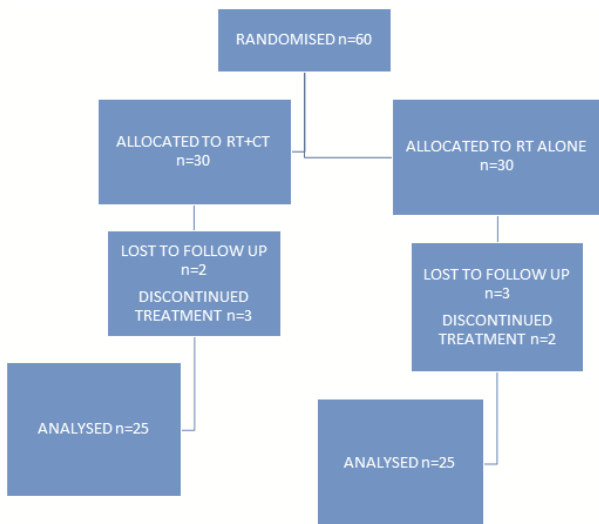 RANDOMISED n=60
ALLOCATED TO RT+CT
n=30
ALLOCATED TO RT ALONE
n=30
LOST TO FOLLOW UP
n=2
DISCONTINUED
TREATMENT n=3
LOST TO FOLLOW UP
n=3
DISCONTINUED
TREATMENT n=2
ANALYSED n=25
ANALYSED n=25